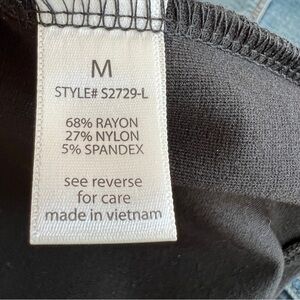 M
STYLE# S2729-L
68% RAYON
27% NYLON
5% SPANDEX
see reverse
for care
made in vietnam